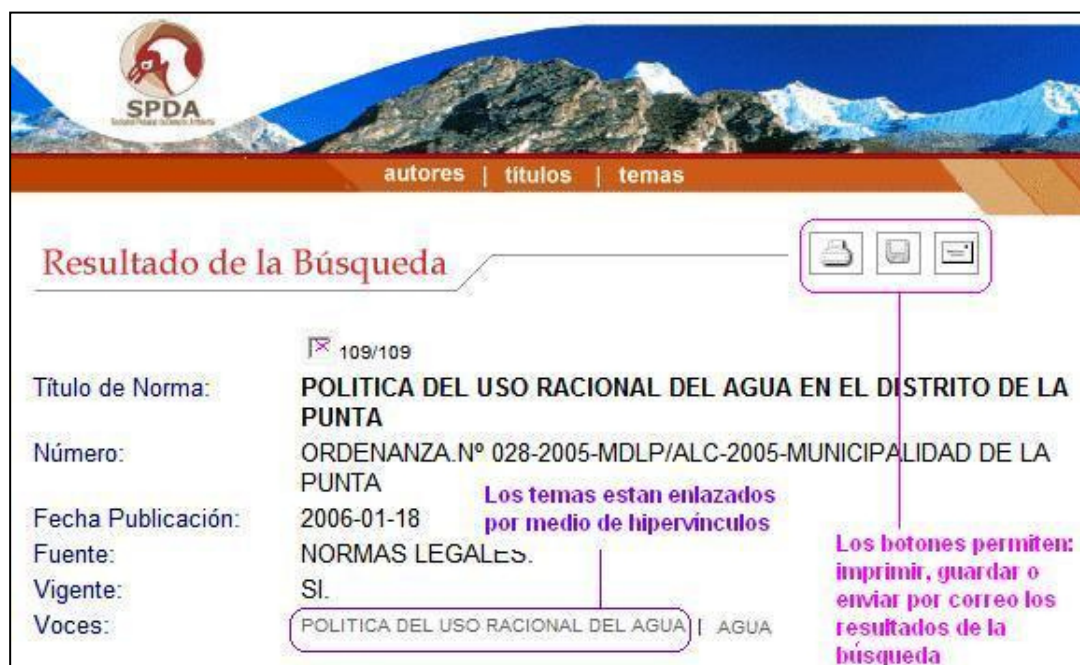 SPDA
autores | títulos | temas
Resultado de la Búsqueda
109/109
Título de Norma: POLITICA DEL USO RACIONAL DEL AGUA EN EL DISTRITO DE LA
PUNTA
Número: ORDENANZA.Nº 028-2005-MDLP/ALC-2005-MUNICIPALIDAD DE LA
PUNTA
Los temas estan enlazados
por medio de hipervínculos
Fecha Publicación: 2006-01-18
Fuente: NORMAS LEGALES.
Vigente: SI.
Voces: POLITICA DEL USO RACIONAL DEL AGUA | AGUA
Los botones permiten:
imprimir, guardar o
enviar por correo los
resultados de la
búsqueda